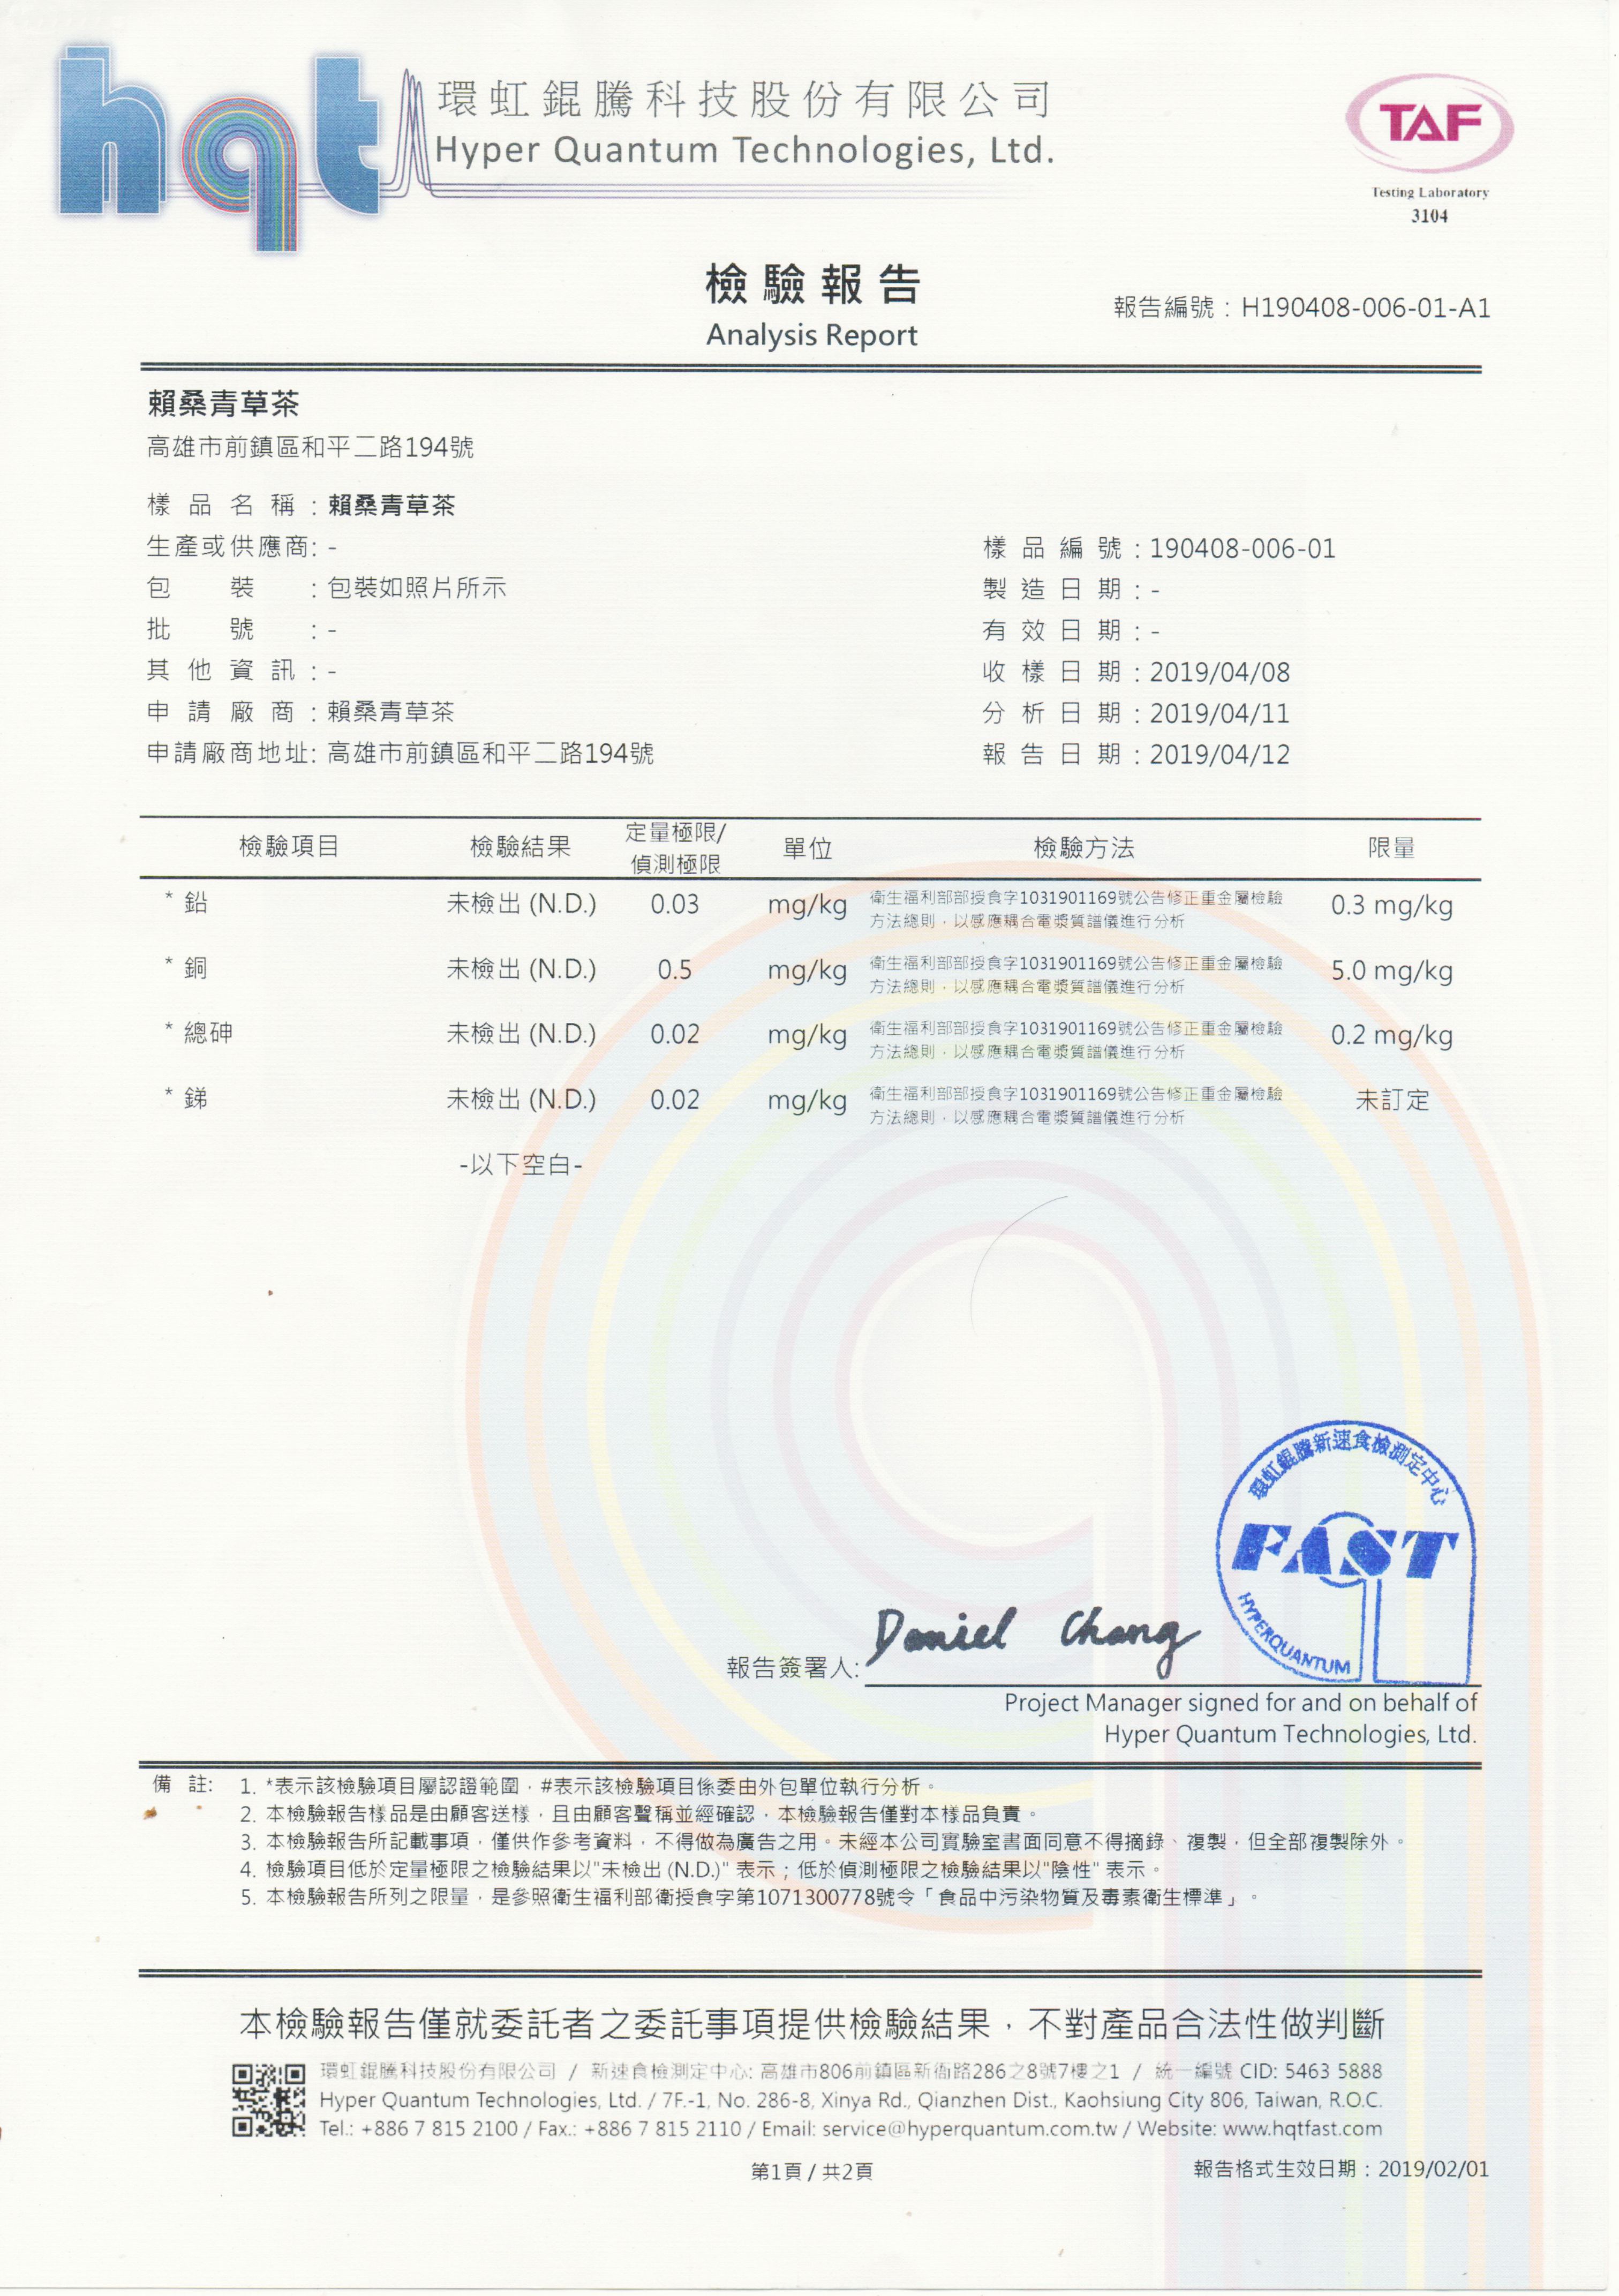 hqt
環虹錕騰科技股份有限公司
Hyper Quantum Technologies, Ltd.
TAF
Testing Laboratory
3104
檢驗報告
Analysis Report
報告編號：H190408-006-01-A1
賴桑青草茶
高雄市前鎮區和平二路194號
樣品名稱：賴桑青草茶
生產或供應商: -
樣品編號：190408-006-01
包裝：包裝如照片所示
製造日期：-
批號：-
有效日期：-
其他資訊：-
收樣日期：2019/04/08
申請廠商：賴桑青草茶
分析日期：2019/04/11
申請廠商地址: 高雄市前鎮區和平二路194號
報告日期：2019/04/12
檢驗項目 檢驗結果 定量極限/ 單位 檢驗方法 限量
偵測極限
* 鉛 未檢出 (N.D.) 0.03 mg/kg 衛生福利部部授食字1031901169號公告修正重金屬檢驗 0.3 mg/kg
方法總則，以感應耦合電漿質譜儀進行分析
* 銅 未檢出 (N.D.) 0.5 mg/kg 衛生福利部部授食字1031901169號公告修正重金屬檢驗 5.0 mg/kg
方法總則，以感應耦合電漿質譜儀進行分析
* 總砷 未檢出 (N.D.) 0.02 mg/kg 衛生福利部部授食字1031901169號公告修正重金屬檢驗 0.2 mg/kg
方法總則，以感應耦合電漿質譜儀進行分析
* 銻 未檢出 (N.D.) 0.02 mg/kg 衛生福利部部授食字1031901169號公告修正重金屬檢驗 未訂定
方法總則，以感應耦合電漿質譜儀進行分析
-以下空白-
環虹錕騰新速食檢測定中心
FAST
HYPERQUANTUM
Daniel Chang
報告簽署人:
Project Manager signed for and on behalf of
Hyper Quantum Technologies, Ltd.
備 註: 1. *表示該檢驗項目屬認證範圍，#表示該檢驗項目係委由外包單位執行分析。
2. 本檢驗報告樣品是由顧客送樣，且由顧客聲稱並經確認，本檢驗報告僅對本樣品負責。
3. 本檢驗報告所記載事項，僅供作參考資料，不得做為廣告之用。未經本公司實驗室書面同意不得摘錄、複製，但全部複製除外。
4. 檢驗項目低於定量極限之檢驗結果以"未檢出 (N.D.)" 表示；低於偵測極限之檢驗結果以"陰性" 表示。
5. 本檢驗報告所列之限量，是參照衛生福利部衛授食字第1071300778號令「食品中污染物質及毒素衛生標準」。
本檢驗報告僅就委託者之委託事項提供檢驗結果，不對產品合法性做判斷
環虹錕騰科技股份有限公司 / 新速食檢測定中心: 高雄市806前鎮區新衙路286之8號7樓之1 / 統一編號 CID: 5463 5888
Hyper Quantum Technologies, Ltd. / 7F.-1, No. 286-8, Xinya Rd., Qianzhen Dist., Kaohsiung City 806, Taiwan, R.O.C.
Tel.: +886 7 815 2100 / Fax.: +886 7 815 2110 / Email: service@hyperquantum.com.tw / Website: www.hqtfast.com
第1頁 / 共2頁
報告格式生效日期：2019/02/01